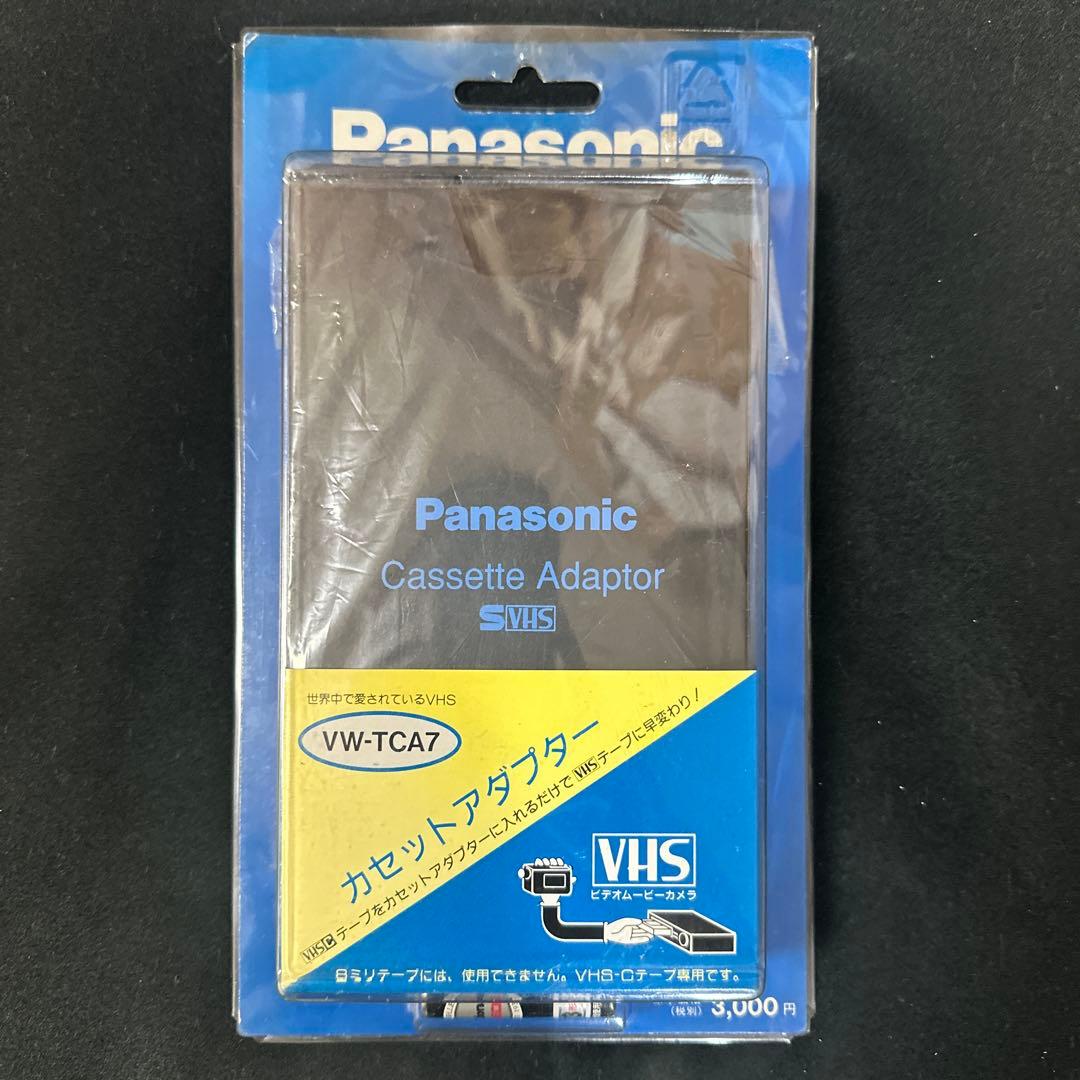 Panasonic
Panasonic
Cassette Adaptor
S VHS
世界中で愛されているVHS
VW-TCA7
カセットアダプター
VHSCテープをカセットアダプターに入れるだけでVHSテープに早変わり!
VHS
ビデオムービーカメラ
8ミリテープには、使用できません。VHS-Cテープ専用です。
(税別) 3,000円